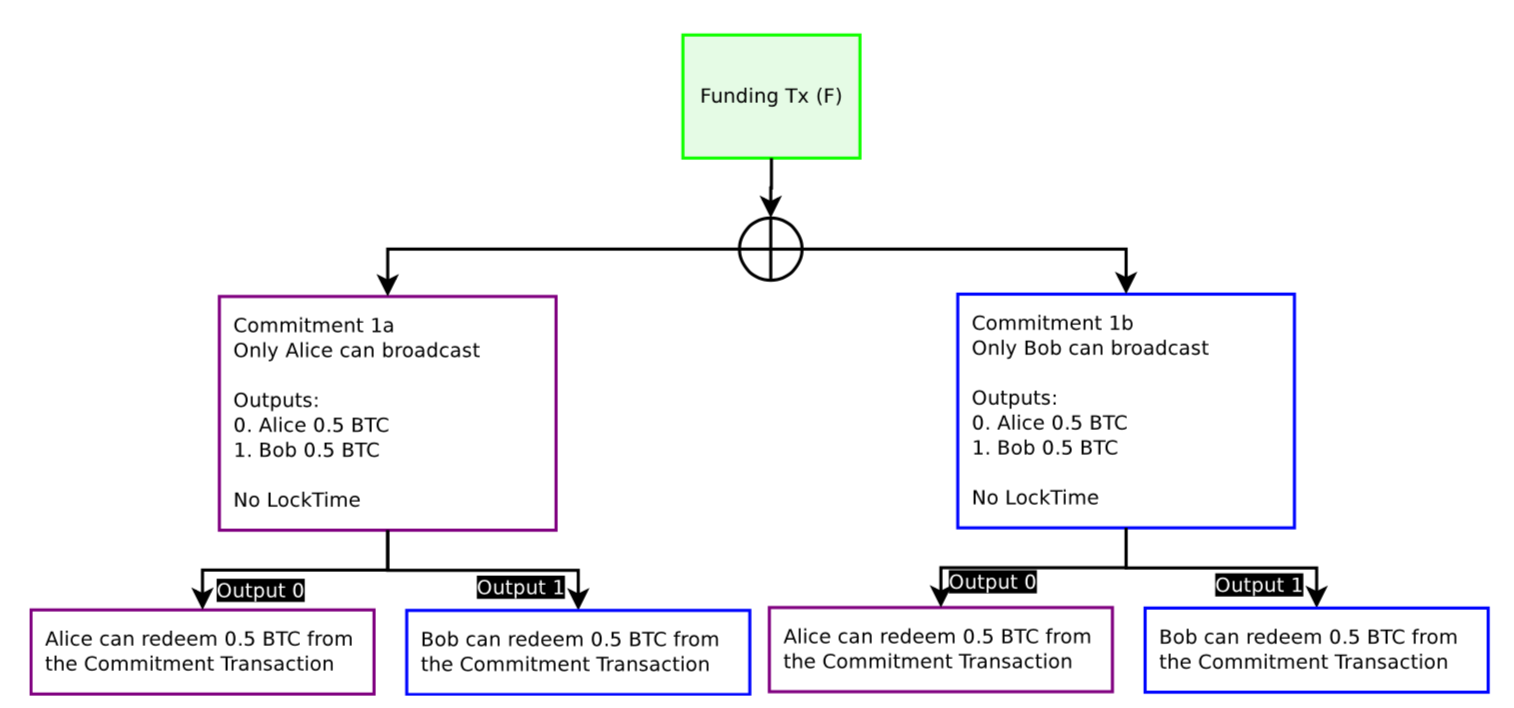 Funding Tx (F)
Commitment 1a
Only Alice can broadcast
Outputs:
0. Alice 0.5 BTC
1. Bob 0.5 BTC
No LockTime
Commitment 1b
Only Bob can broadcast
Outputs:
0. Alice 0.5 BTC
1. Bob 0.5 BTC
No LockTime
Output 0
Output 1
Output 0
Output 1
Alice can redeem 0.5 BTC from
the Commitment Transaction
Bob can redeem 0.5 BTC from
the Commitment Transaction
Alice can redeem 0.5 BTC from
the Commitment Transaction
Bob can redeem 0.5 BTC from
the Commitment Transaction